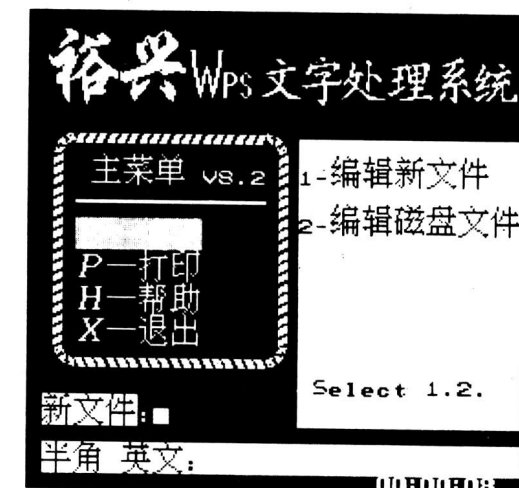 裕兴WPS文字处理系统
主菜单 V8.2
P—打印
H—帮助
X—退出
1-编辑新文件
2-编辑磁盘文件
Select 1.2.
新文件:
半角 英文: